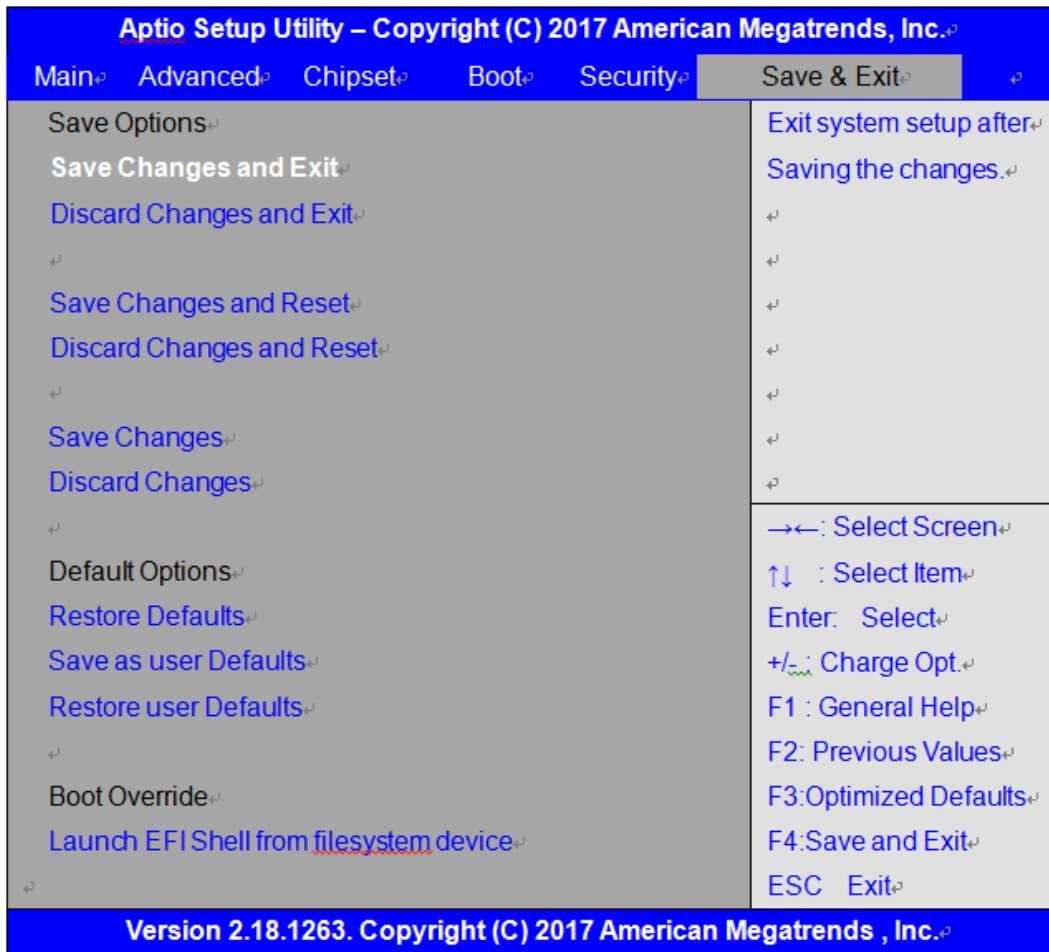 Aptio Setup Utility – Copyright (C) 2017 American Megatrends, Inc.
Main Advanced Chipset Boot Security Save & Exit
Save Options
Save Changes and Exit
Discard Changes and Exit
Save Changes and Reset
Discard Changes and Reset
Save Changes
Discard Changes
Default Options
Restore Defaults
Save as user Defaults
Restore user Defaults
Boot Override
Launch EFI Shell from filesystem device
Exit system setup after
Saving the changes.
→←: Select Screen
↑↓ : Select Item
Enter: Select
+/- : Charge Opt.
F1 : General Help
F2: Previous Values
F3:Optimized Defaults
F4:Save and Exit
ESC Exit
Version 2.18.1263. Copyright (C) 2017 American Megatrends , Inc.